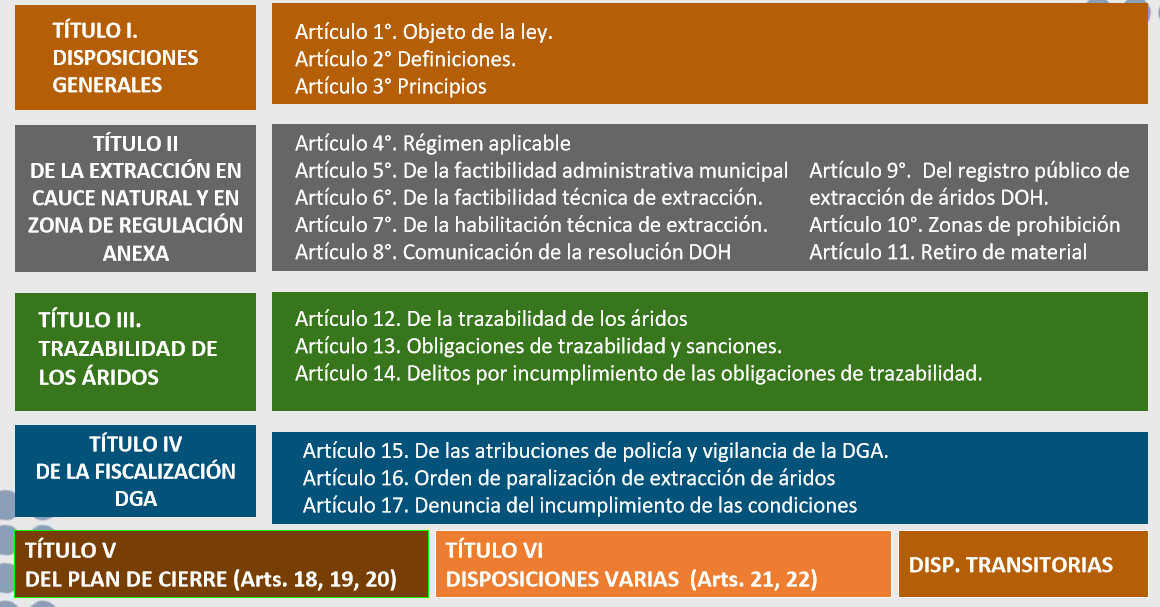 TÍTULO I.
DISPOSICIONES
GENERALES
Artículo 1°. Objeto de la ley.
Artículo 2° Definiciones.
Artículo 3° Principios
TÍTULO II
DE LA EXTRACCIÓN EN
CAUCE NATURAL Y EN
ZONA DE REGULACIÓN
ANEXA
Artículo 4°. Régimen aplicable
Artículo 5°. De la factibilidad administrativa municipal
Artículo 6°. De la factibilidad técnica de extracción.
Artículo 7°. De la habilitación técnica de extracción.
Artículo 8°. Comunicación de la resolución DOH
Artículo 9°. Del registro público de
extracción de áridos DOH.
Artículo 10°. Zonas de prohibición
Artículo 11. Retiro de material
TÍTULO III.
TRAZABILIDAD DE
LOS ÁRIDOS
Artículo 12. De la trazabilidad de los áridos
Artículo 13. Obligaciones de trazabilidad y sanciones.
Artículo 14. Delitos por incumplimiento de las obligaciones de trazabilidad.
TÍTULO IV
DE LA FISCALIZACIÓN
DGA
Artículo 15. De las atribuciones de policía y vigilancia de la DGA.
Artículo 16. Orden de paralización de extracción de áridos
Artículo 17. Denuncia del incumplimiento de las condiciones
TÍTULO V
DEL PLAN DE CIERRE (Arts. 18, 19, 20)
TÍTULO VI
DISPOSICIONES VARIAS (Arts. 21, 22)
DISP. TRANSITORIAS